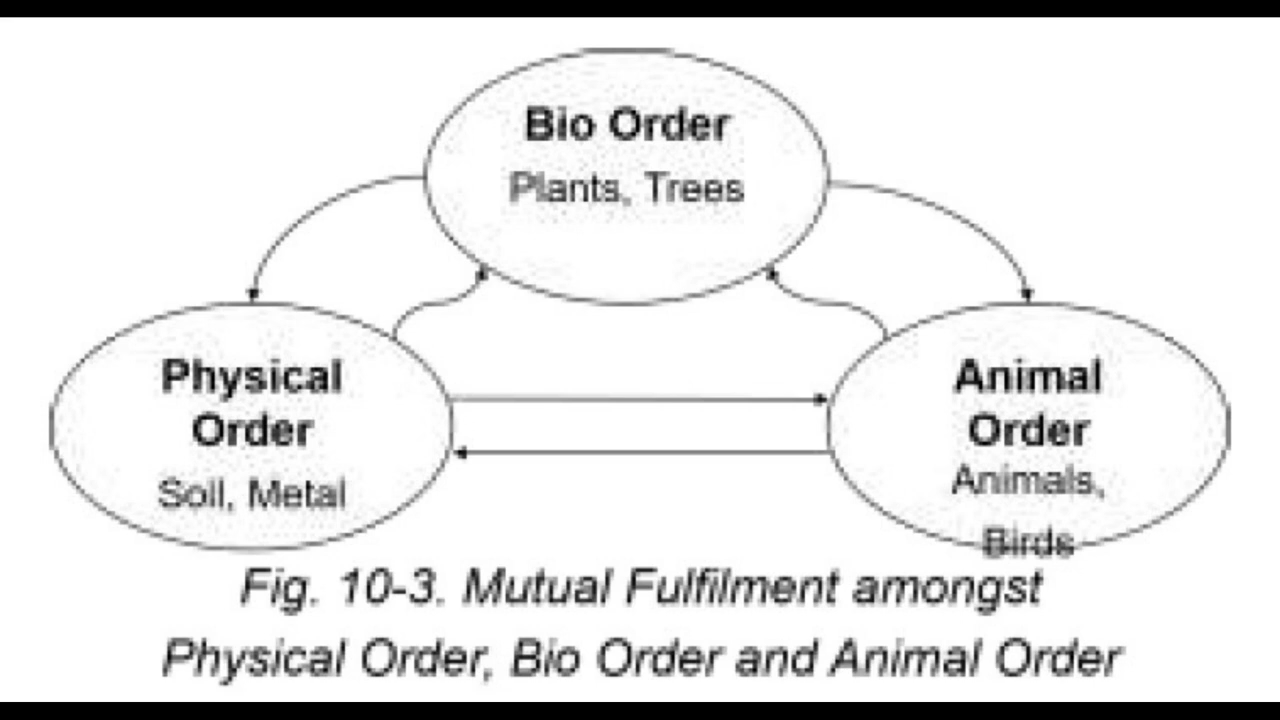 Bio Order
Plants, Trees
Physical
Order
Soil, Metal
Animal
Order
Animals,
Birds
Fig. 10-3. Mutual Fulfilment amongst
Physical Order, Bio Order and Animal Order